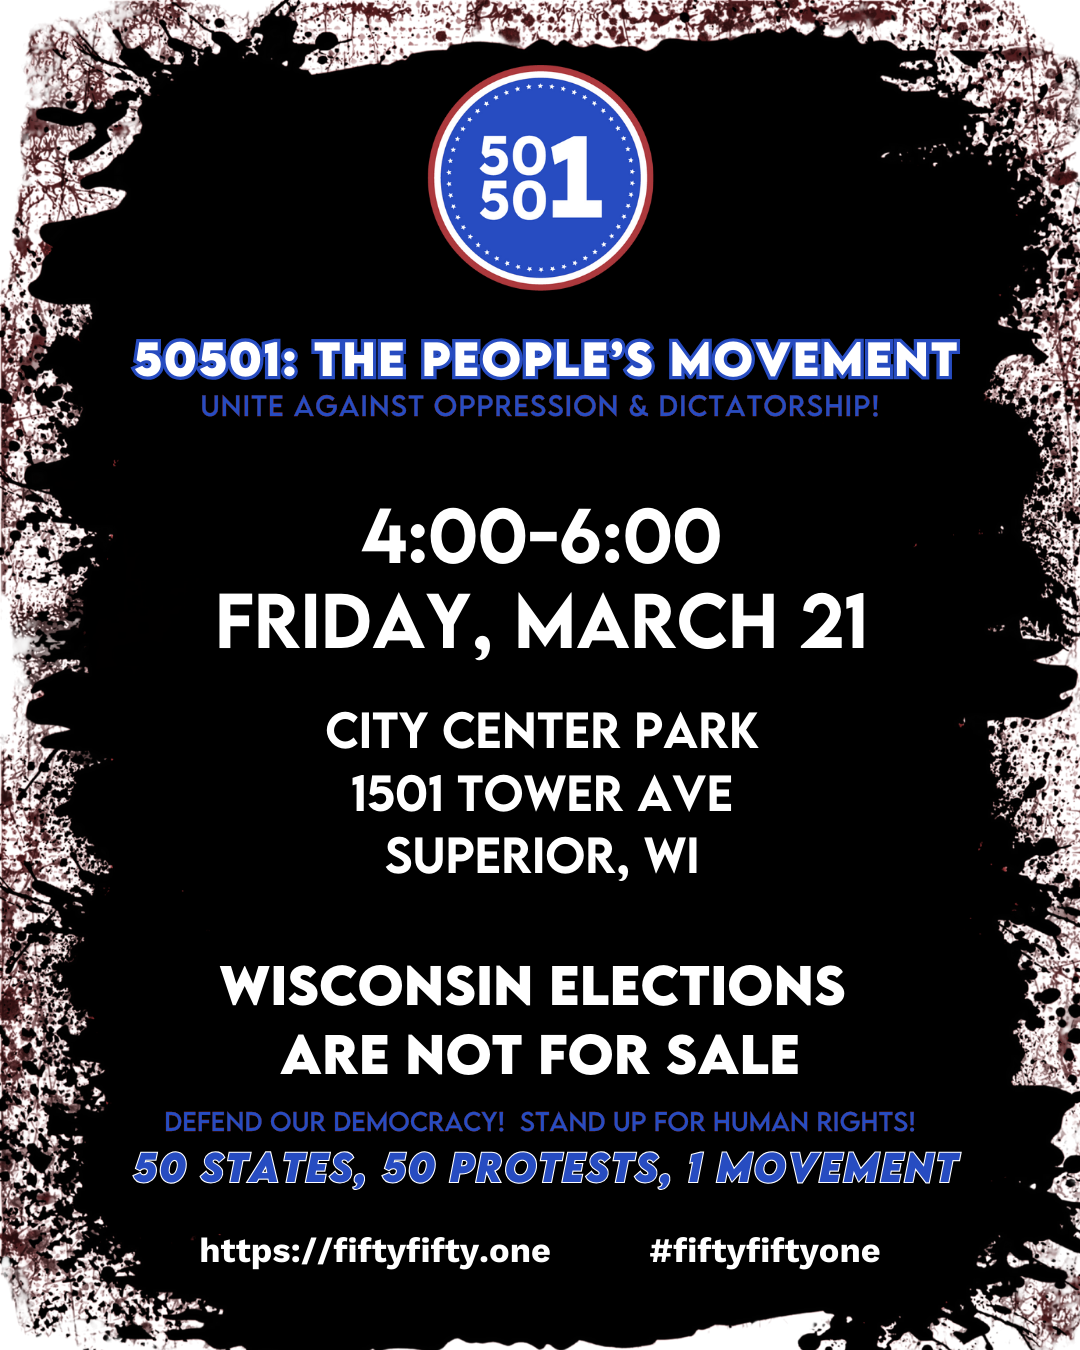 50
50
1
50501: THE PEOPLE'S MOVEMENT
UNITE AGAINST OPPRESSION & DICTATORSHIP!
4:00-6:00
FRIDAY, MARCH 21
CITY CENTER PARK
1501 TOWER AVE
SUPERIOR, WI
WISCONSIN ELECTIONS
ARE NOT FOR SALE
DEFEND OUR DEMOCRACY! STAND UP FOR HUMAN RIGHTS!
50 STATES, 50 PROTESTS, 1 MOVEMENT
https://fiftyfifty.one #fiftyfiftyone